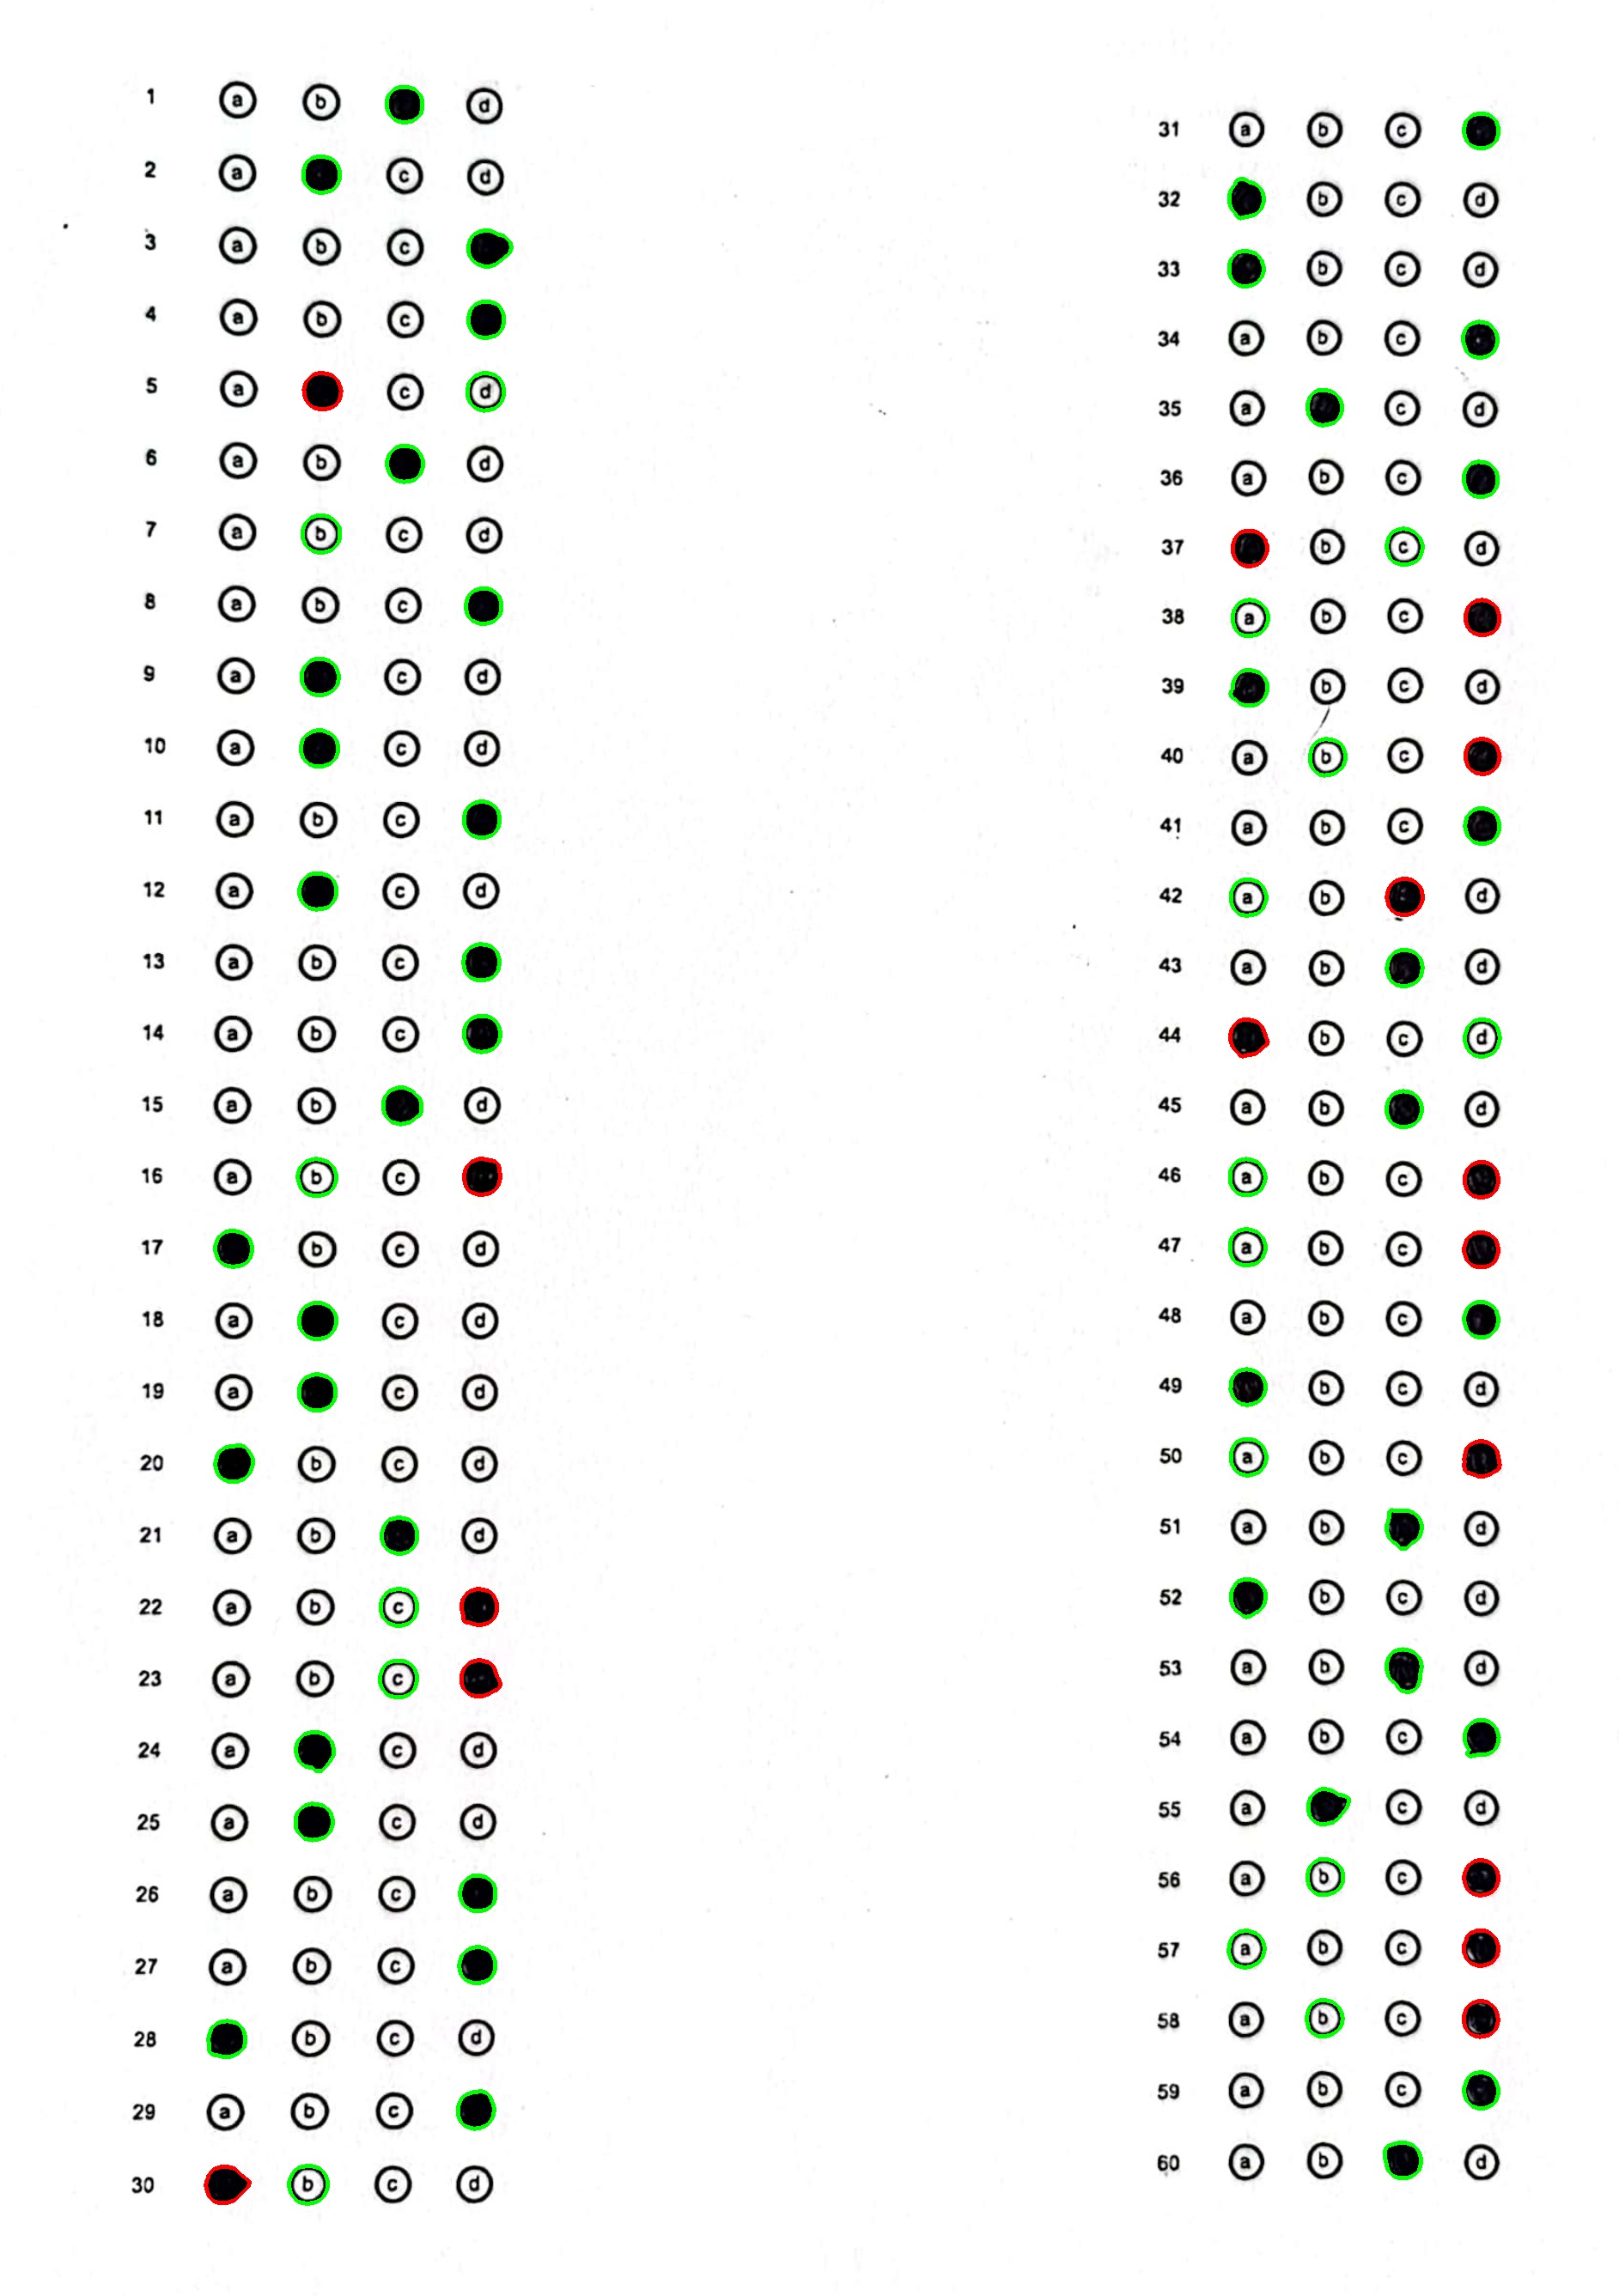 1 a b d
2 a c d
3 a b c
4 a b c
5 a c d
6 a b d
7 a b c d
8 a b c
9 a c d
10 a c d
11 a b c
12 a c d
13 a b c
14 a b c
15 a b d
16 a b c
17 b c d
18 a c d
19 a c d
20 b c d
21 a b d
22 a b c
23 a b c
24 a c d
25 a c d
26 a b c
27 a b c
28 b c d
29 a b c
30 b c d
31 a b c
32 b c d
33 b c d
34 a b c
35 a c d
36 a b c
37 b c d
38 a b c
39 b c d
40 a b c
41 a b c
42 a b d
43 a b d
44 b c d
45 a b d
46 a b c
47 a b c
48 a b c
49 b c d
50 a b c
51 a b d
52 b c d
53 a b d
54 a b c
55 a c d
56 a b c
57 a b c
58 a b c
59 a b c
60 a b d